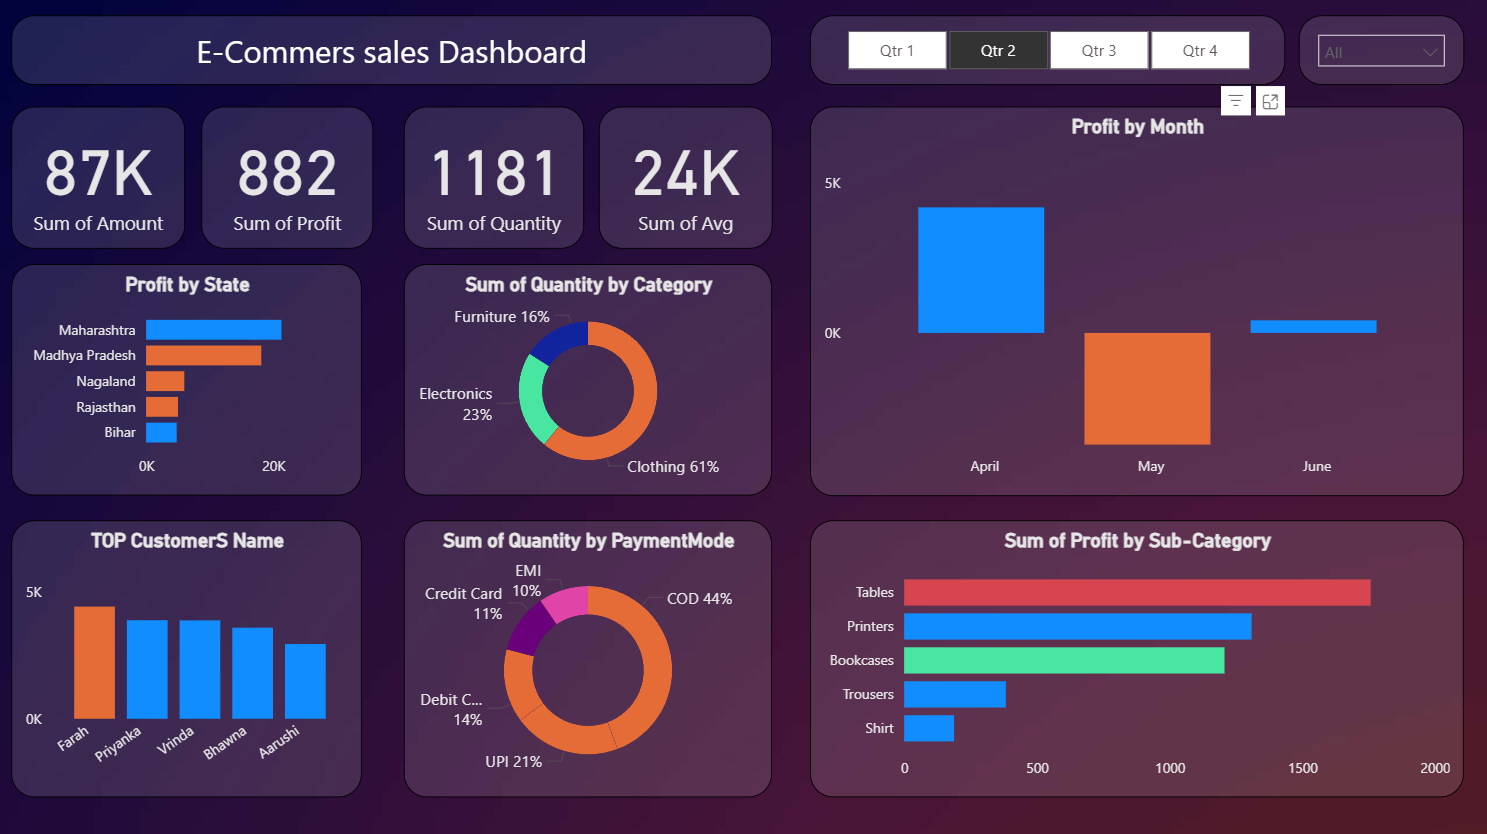 E-Commers sales Dashboard
Qtr 1
Qtr 2
Qtr 3
Qtr 4
All
87K
Sum of Amount
882
Sum of Profit
1181
Sum of Quantity
24K
Sum of Avg
Profit by Month
5K
0K
April
May
June
Profit by State
Maharashtra
Madhya Pradesh
Nagaland
Rajasthan
Bihar
0K
20K
Sum of Quantity by Category
Furniture 16%
Electronics
23%
Clothing 61%
TOP CustomerS Name
5K
0K
Farah
Priyanka
Vrinda
Bhawna
Aarushi
Sum of Quantity by PaymentMode
EMI
10%
Credit Card
11%
COD 44%
Debit C...
14%
UPI 21%
Sum of Profit by Sub-Category
Tables
Printers
Bookcases
Trousers
Shirt
0
500
1000
1500
2000